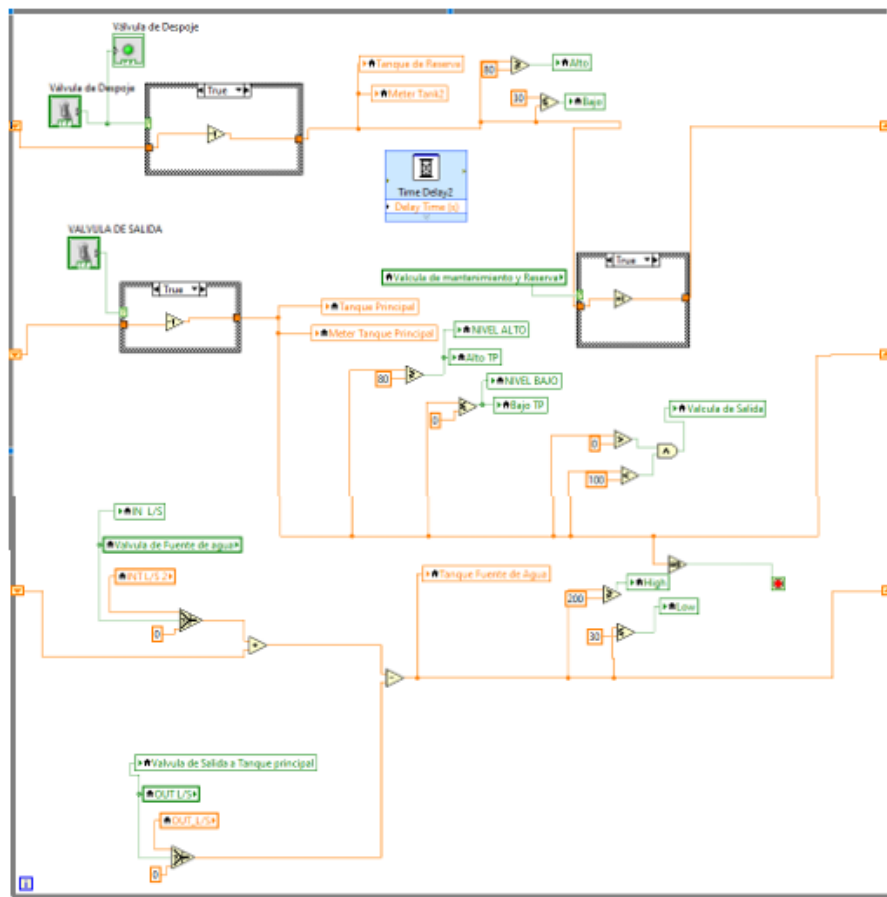 Válvula de Despoje
Válvula de Despoje
True
Tanque de Reserva
Meter Tank2
80
Alto
30
Bajo
Time Delay2
Delay Time (s)
VALVULA DE SALIDA
True
Valcula de mantenimiento y Reserva
True
Tanque Principal
Meter Tanque Principal
NIVEL ALTO
Alto TP
80
NIVEL BAJO
Bajo TP
0
Valcula de Salida
0
100
IN L/S
Valvula de Fuente de agua
INT L/S 2
0
Tanque Fuente de Agua
High
200
Low
30
Valvula de Salida a Tanque principal
OUT L/S
OUT_L/S
0
i